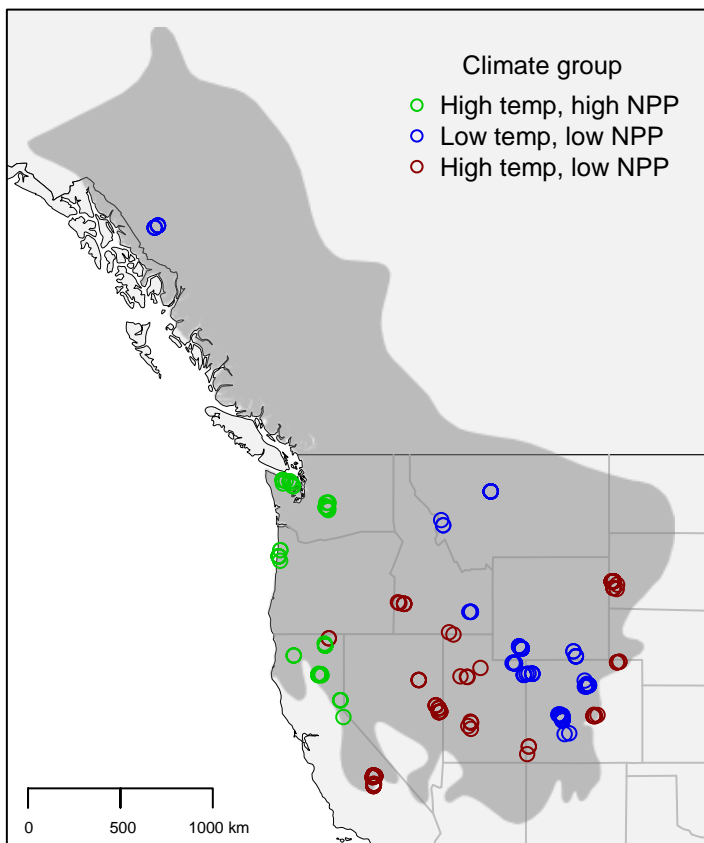 Climate group
High temp, high NPP
Low temp, low NPP
High temp, low NPP
0 500 1000 km